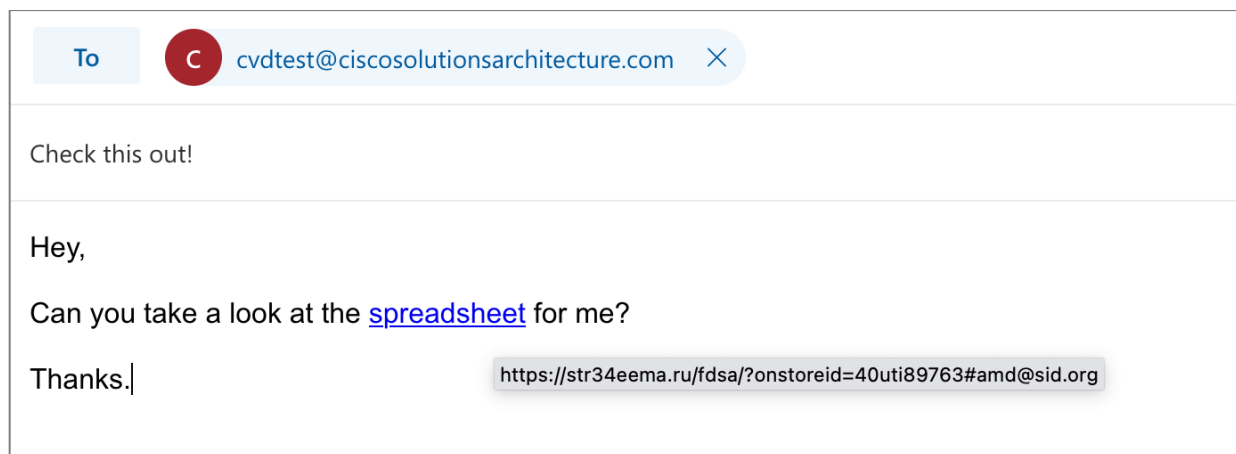 To C cvdtest@ciscosolutionsarchitecture.com
Check this out!
Hey,
Can you take a look at the spreadsheet for me?
Thanks.
https://str34eema.ru/fdsa/?onstoreid=40uti89763#amd@sid.org